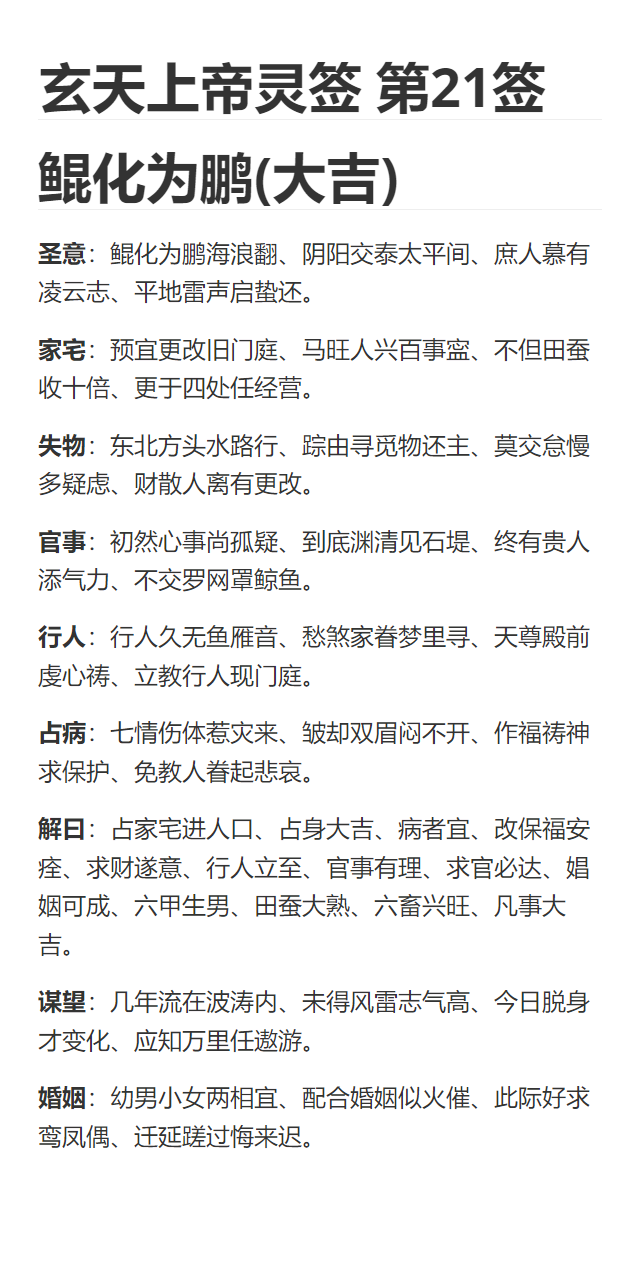 玄天上帝灵签 第21签
鲲化为鹏(大吉)
圣意：鲲化为鹏海浪翻、阴阳交泰太平间、庶人慕有
凌云志、平地雷声启蛰还。
家宅：预宜更改旧门庭、马旺人兴百事寍、不但田蚕
收十倍、更于四处任经营。
失物：东北方头水路行、踪由寻觅物还主、莫交怠慢
多疑虑、财散人离有更改。
官事：初然心事尚孤疑、到底渊清见石堤、终有贵人
添气力、不交罗网罩鲸鱼。
行人：行人久无鱼雁音、愁煞家眷梦里寻、天尊殿前
虔心祷、立教行人现门庭。
占病：七情伤体惹灾来、皱却双眉闷不开、作福祷神
求保护、免教人眷起悲哀。
解曰：占家宅进人口、占身大吉、病者宜、改保福安
痊、求财遂意、行人立至、官事有理、求官必达、娼
姻可成、六甲生男、田蚕大熟、六畜兴旺、凡事大
吉。
谋望：几年流在波涛内、未得风雷志气高、今日脱身
才变化、应知万里任遨游。
婚姻：幼男小女两相宜、配合婚姻似火催、此际好求
鸾凤偶、迁延蹉过悔来迟。